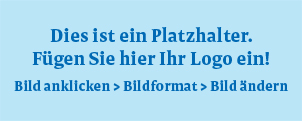 Dies ist ein Platzhalter.
Fügen Sie hier Ihr Logo ein!
Bild anklicken > Bildformat > Bild ändern